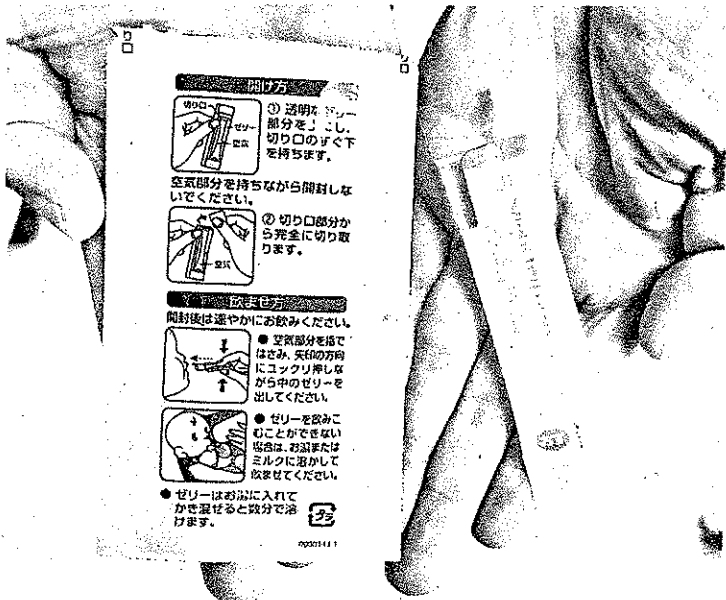 り口
り口
開け方
切り口
ゼリー
空気
① 透明な
部分を
切り口のすぐ下
を持ちます。
空気部分を持ちながら開封しな
いでください。
空気
② 切り口部分か
ら完全に切り取
ります。
飲ませ方
開封後は速やかにお飲みください。
● 空気部分を指で
はさみ、矢印の方向
にユックリ押しな
がら中のゼリーを
出してください。
● ゼリーを飲みこ
むことができない
場合は、お湯または
ミルクに溶かして
飲ませてください。
● ゼリーはお湯に入れて
かき混ぜると数分で溶
けます。
プラ